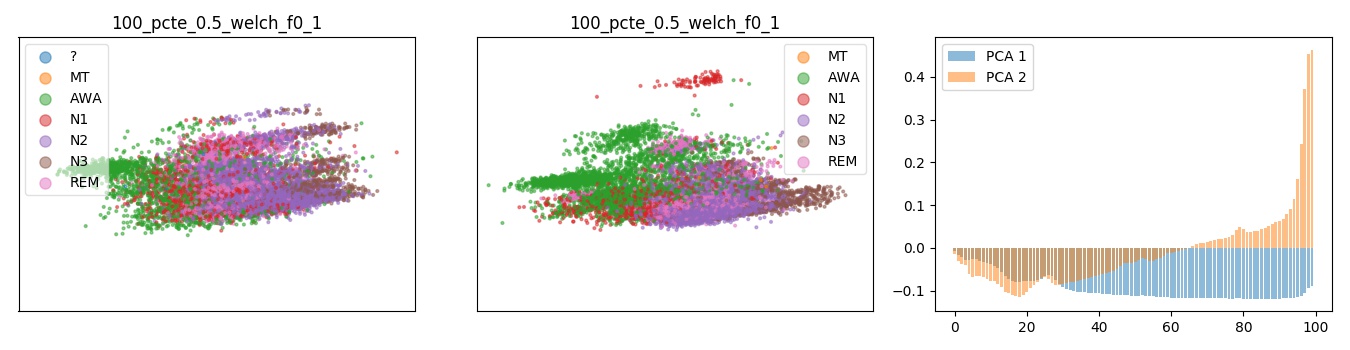 100_pcte_0.5_welch_f0_1
?
MT
AWA
N1
N2
N3
REM
100_pcte_0.5_welch_f0_1
MT
AWA
N1
N2
N3
REM
PCA 1
PCA 2
0.4
0.3
0.2
0.1
0.0
−0.1
0 20 40 60 80 100